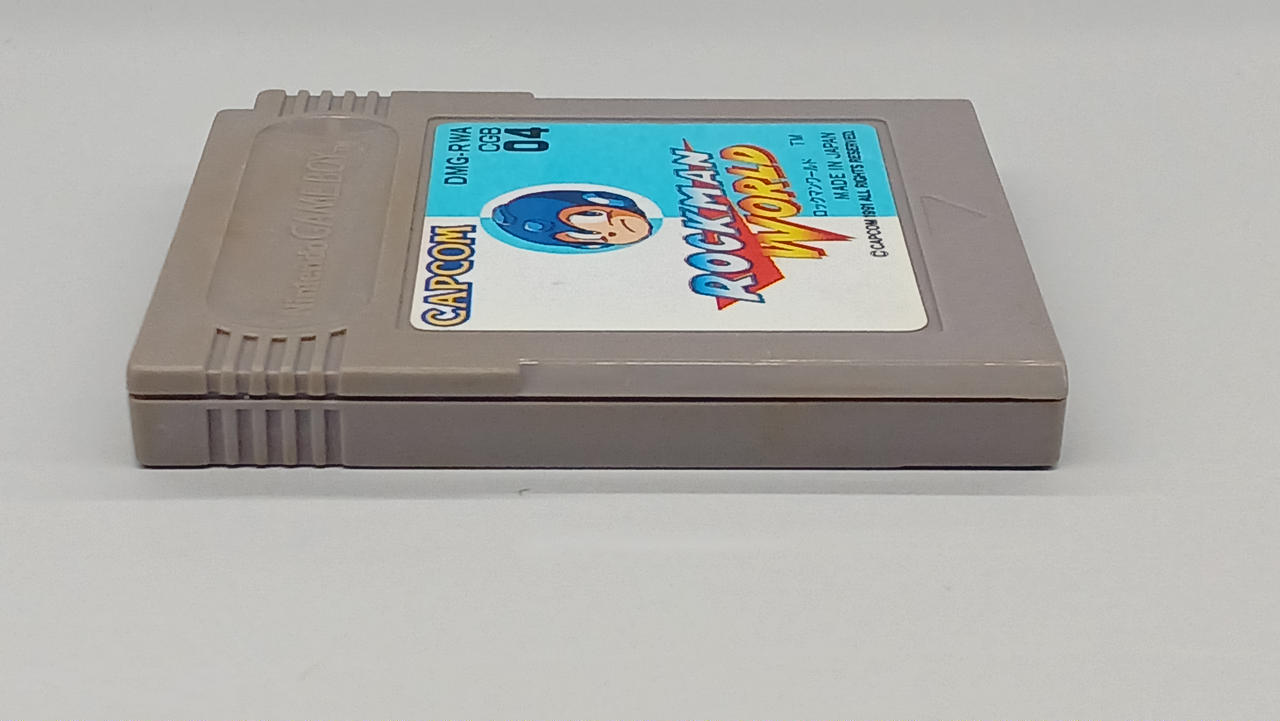 Nintendo GAME BOY TM
CAPCOM
DMG-RWA
CGB
04
ROCKMAN
WORLD
TM
ロックマンワールド
MADE IN JAPAN
©CAPCOM 1991 ALL RIGHTS RESERVED.